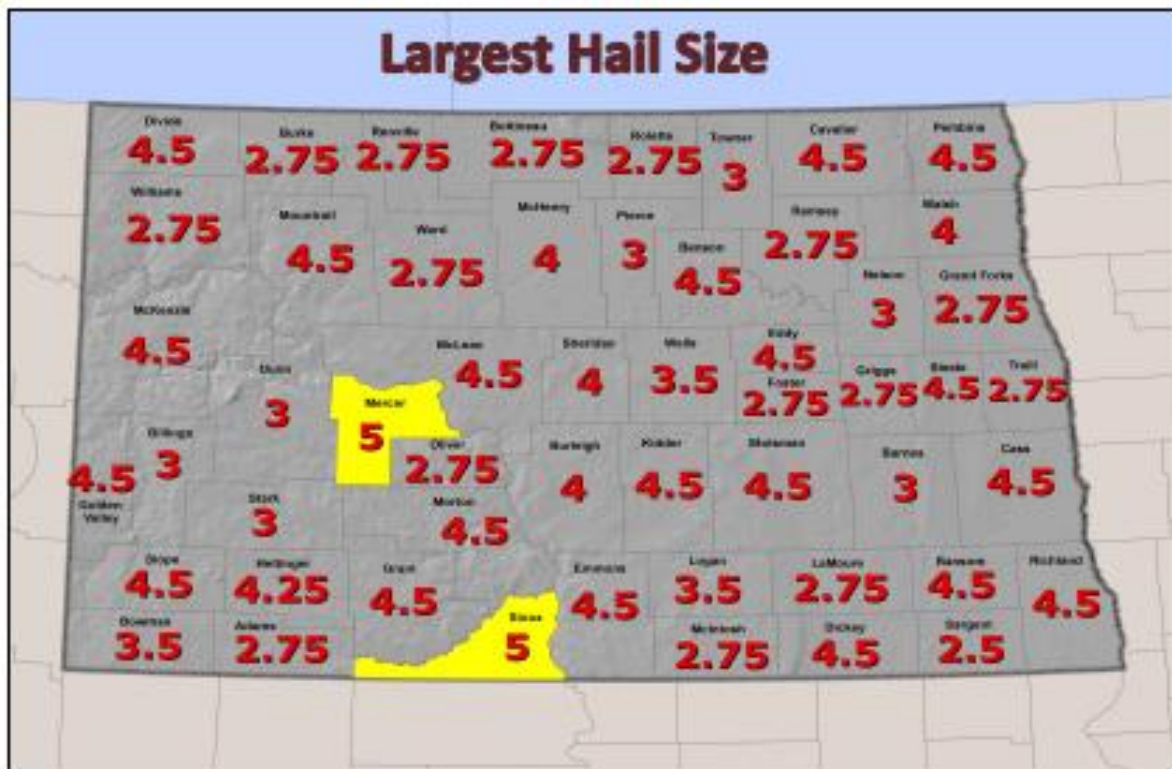 Largest Hail Size
Divide Burke Renville Bottineau Rolette Towner Cavalier Pembina
4.5 2.75 2.75 2.75 2.75 3 4.5 4.5
Williams Mountrail Ward McHenry Pierce Benson Ramsey Walsh
2.75 4.5 2.75 4 3 4.5 2.75 4
Nelson Grand Forks
3 2.75
McKenzie Dunn McLean Sheridan Wells Eddy
4.5 3 4.5 4 3.5 4.5
Foster Griggs Steele Traill
2.75 2.75 4.5 2.75
Mercer
5
Billings Oliver Burleigh Kidder Stutsman Barnes Cass
3 2.75 4 4.5 4.5 3 4.5
4.5
Golden
Valley
Stark Morton
3 4.5
Slope Hettinger Grant Emmons Logan LaMoure Ransom Richland
4.5 4.25 4.5 4.5 3.5 2.75 4.5 4.5
Bowman Adams Sioux McIntosh Dickey Sargent
3.5 2.75 5 2.75 4.5 2.5